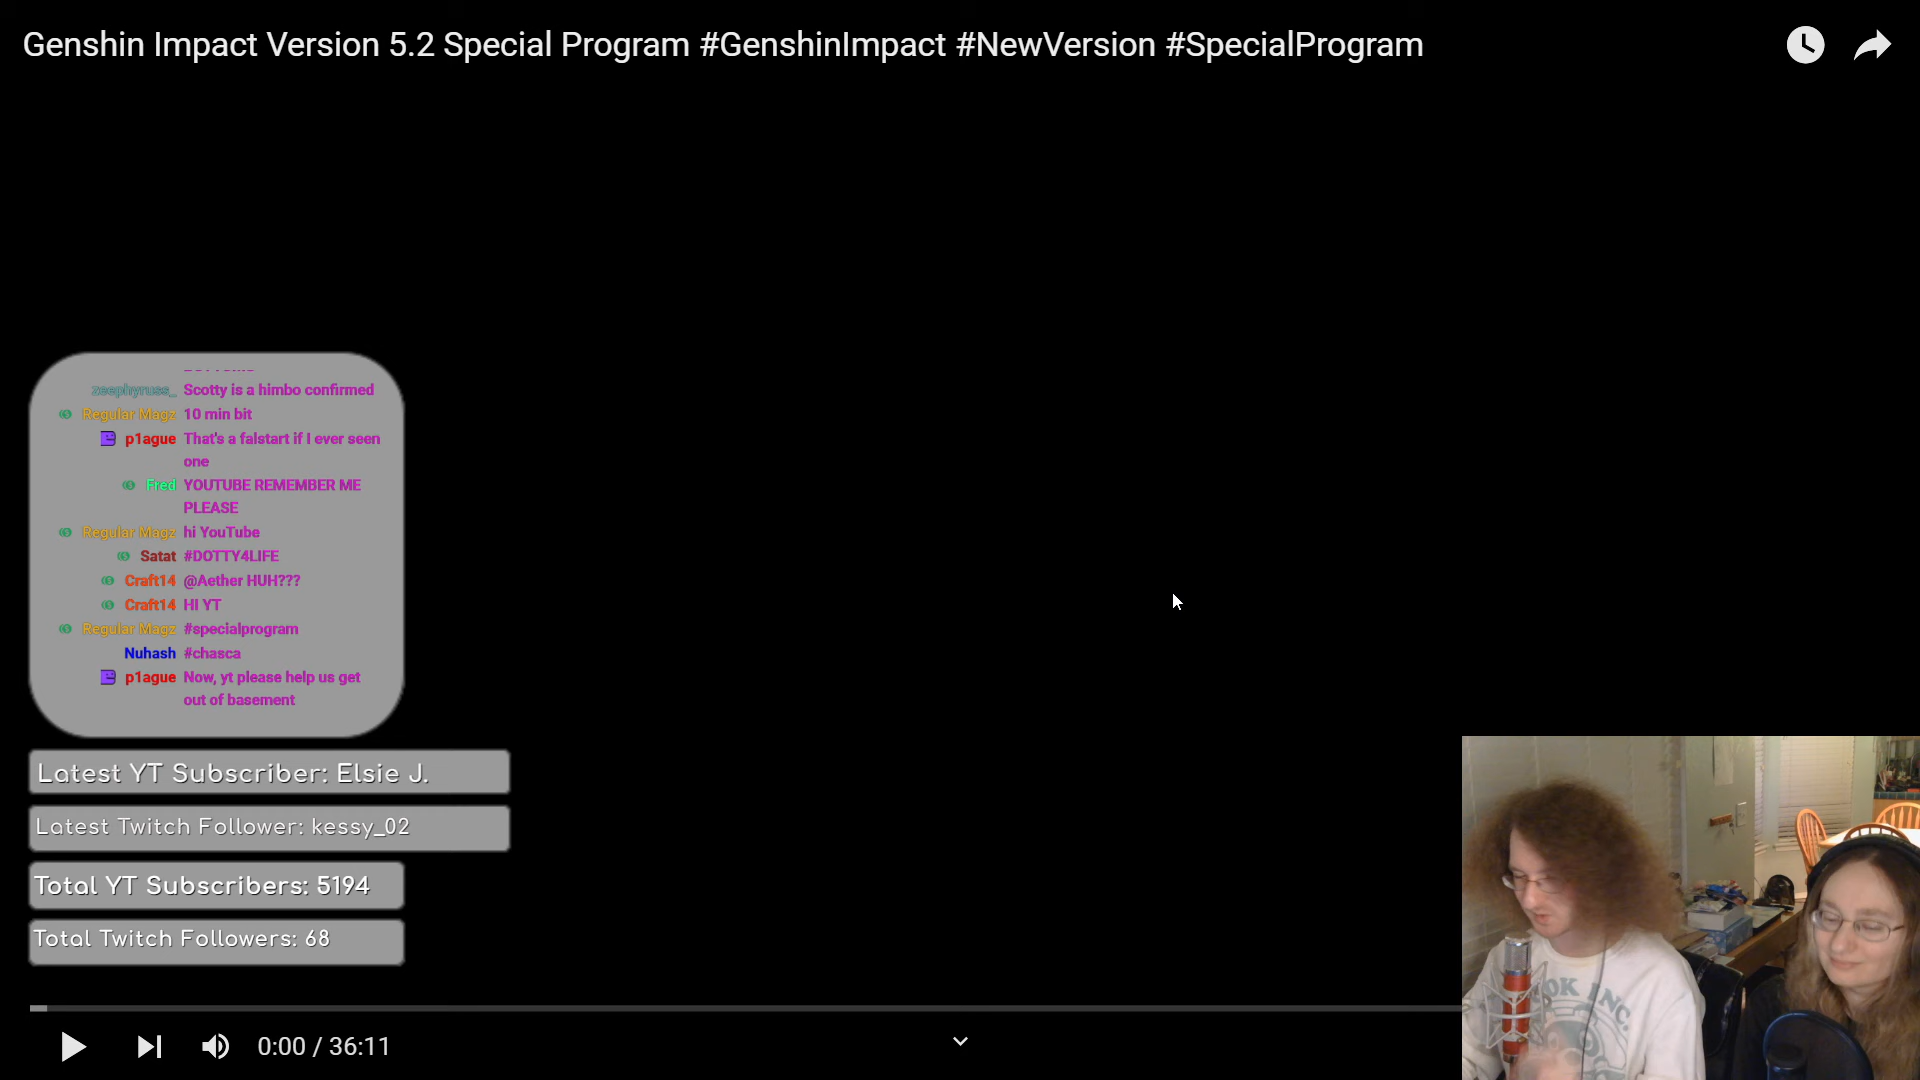 Genshin Impact Version 5.2 Special Program #GenshinImpact #NewVersion #SpecialProgram
zeephyruss_ Scotty is a himbo confirmed
Regular Magz 10 min bit
p1ague That's a falstart if I ever seen
one
Fred YOUTUBE REMEMBER ME
PLEASE
Regular Magz hi YouTube
Satat #DOTTY4LIFE
Craft14 @Aether HUH???
Craft14 HI YT
Regular Magz #specialprogram
Nuhash #chasca
p1ague Now, yt please help us get
out of basement
Latest YT Subscriber: Elsie J.
Latest Twitch Follower: kessy_02
Total YT Subscribers: 5194
Total Twitch Followers: 68
0:00 / 36:11